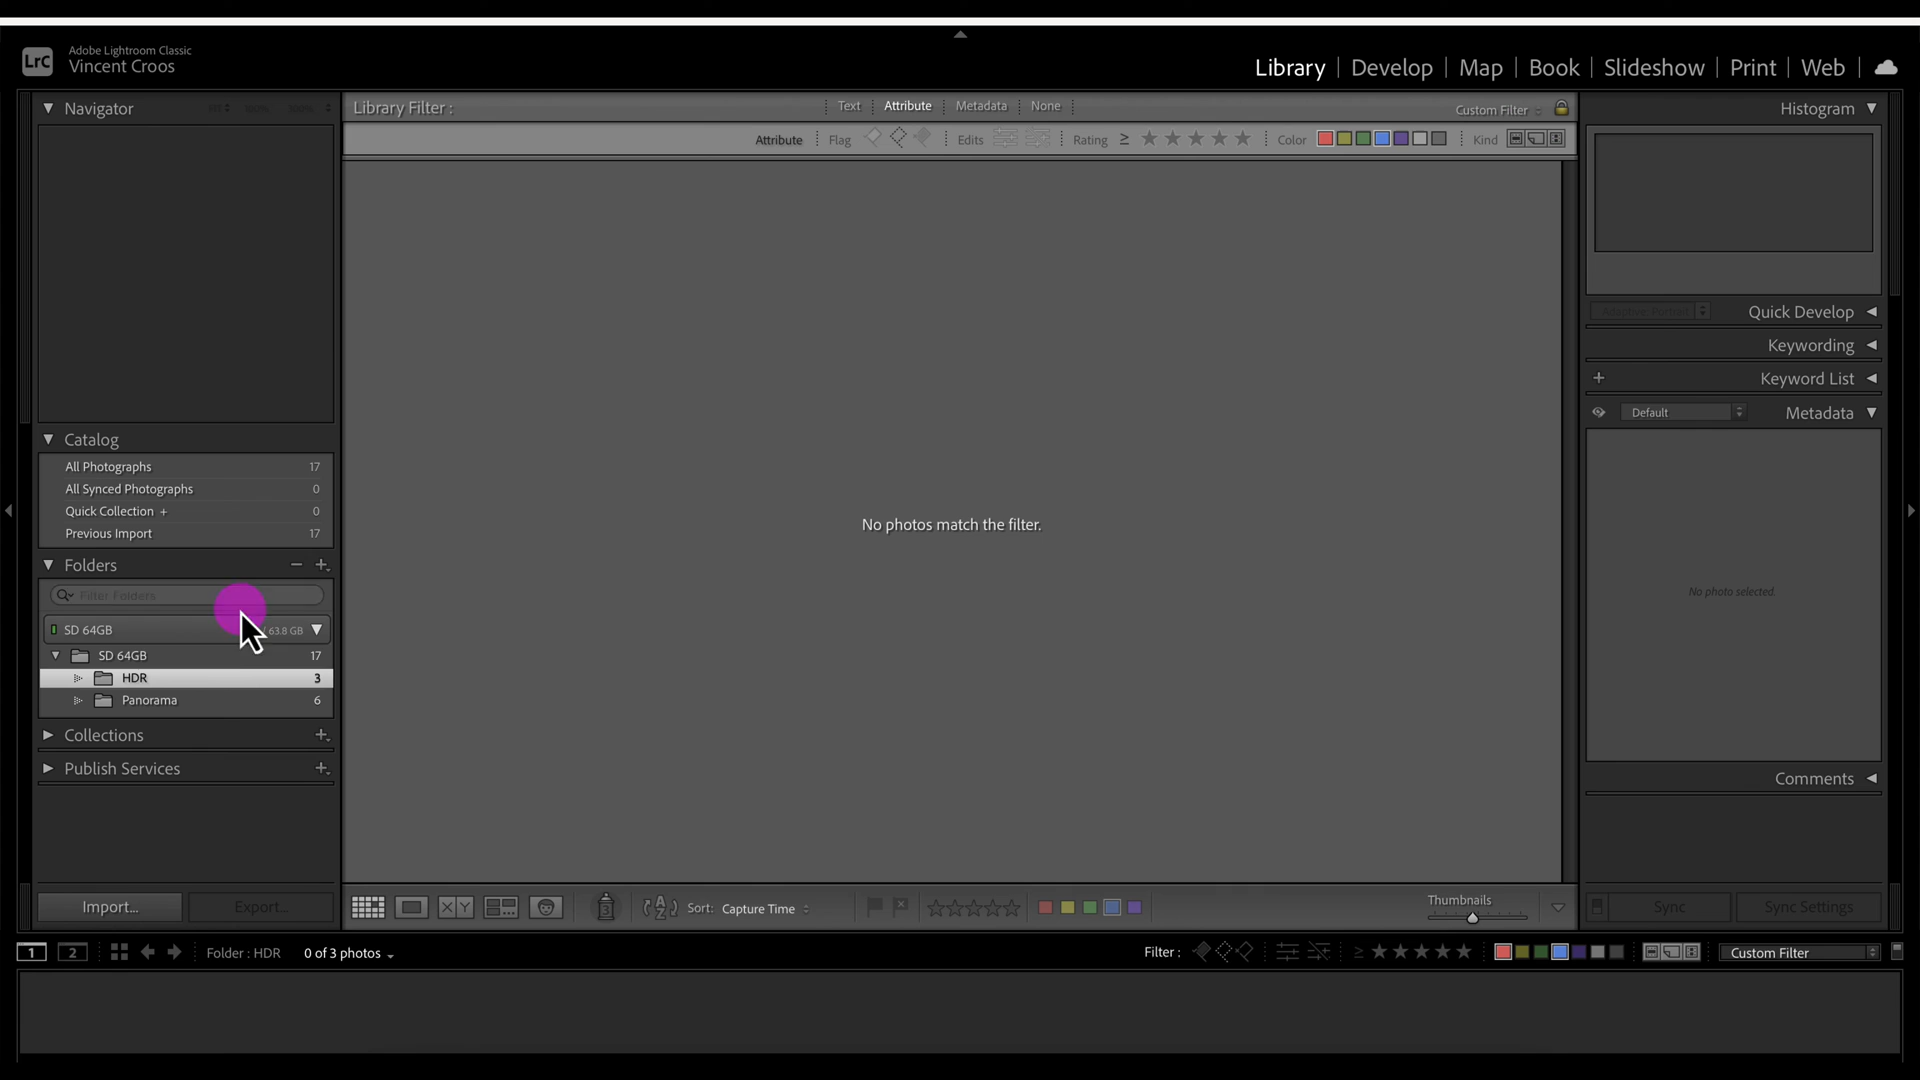 LrC
Adobe Lightroom Classic
Vincent Croos
Library | Develop | Map | Book | Slideshow | Print | Web
Navigator
Library Filter :
Text
Attribute
Metadata
None
Custom Filter
Histogram
Attribute
Flag
Edits
Rating ≥
Color
Kind
Adaptive: Portrait
Quick Develop
Keywording
+ Keyword List
Default
Metadata
Catalog
All Photographs 17
All Synced Photographs 0
Quick Collection + 0
Previous Import 17
No photos match the filter.
Folders − +
Filter Folders
SD 64GB 63.8 GB
SD 64GB 17
HDR 3
Panorama 6
Collections +
Publish Services +
No photo selected.
Comments
Import...
Export...
X Y
3
A Z
Sort: Capture Time
Thumbnails
Sync
Sync Settings
1
2
Folder : HDR
0 of 3 photos
Filter :
≥
Custom Filter